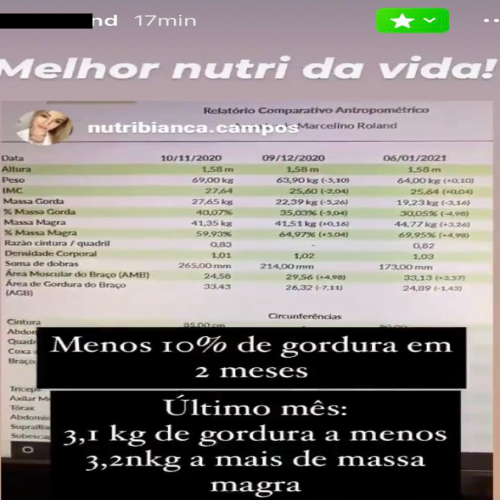 nd 17min
Melhor nutri da vida!
Relatório Comparativo Antropométrico
nutribianca.campos Marcelino Roland
Data 10/11/2020 09/12/2020 06/01/2021
Altura 1,58 m 1,58 m 1,58 m
Peso 69,00 kg 63,90 kg (-5,10) 64,00 kg (+0,10)
IMC 27,64 25,60 (-2,04) 25,64 (+0,04)
Massa Gorda 27,65 kg 22,39 kg (-5,26) 19,23 kg (-3,16)
% Massa Gorda 40,07% 35,03% (-5,04) 30,05% (-4,98)
Massa Magra 41,35 kg 41,51 kg (+0,16) 44,77 kg (+3,26)
% Massa Magra 59,93% 64,97% (+5,04) 69,95% (+4,98)
Razão cintura / quadril 0,83 - 0,82
Densidade Corporal 1,01 1,02 1,03
Soma de dobras 265,00 mm 214,00 mm 173,00 mm
Área Muscular do Braço (AMB) 24,58 29,56 (+4,98) 33,13 (+3,57)
Área de Gordura do Braço (AGB) 33,43 26,32 (-7,11) 24,89 (-1,43)
Circunferências
Cintura
Abdor
Quadr
Coxa
Braço
Menos 10% de gordura em
2 meses
Tríceps
Axilar M
Tórax
Abdomin
Suprailía
Subescap
Último mês:
3,1 kg de gordura a menos
3,2nkg a mais de massa
magra